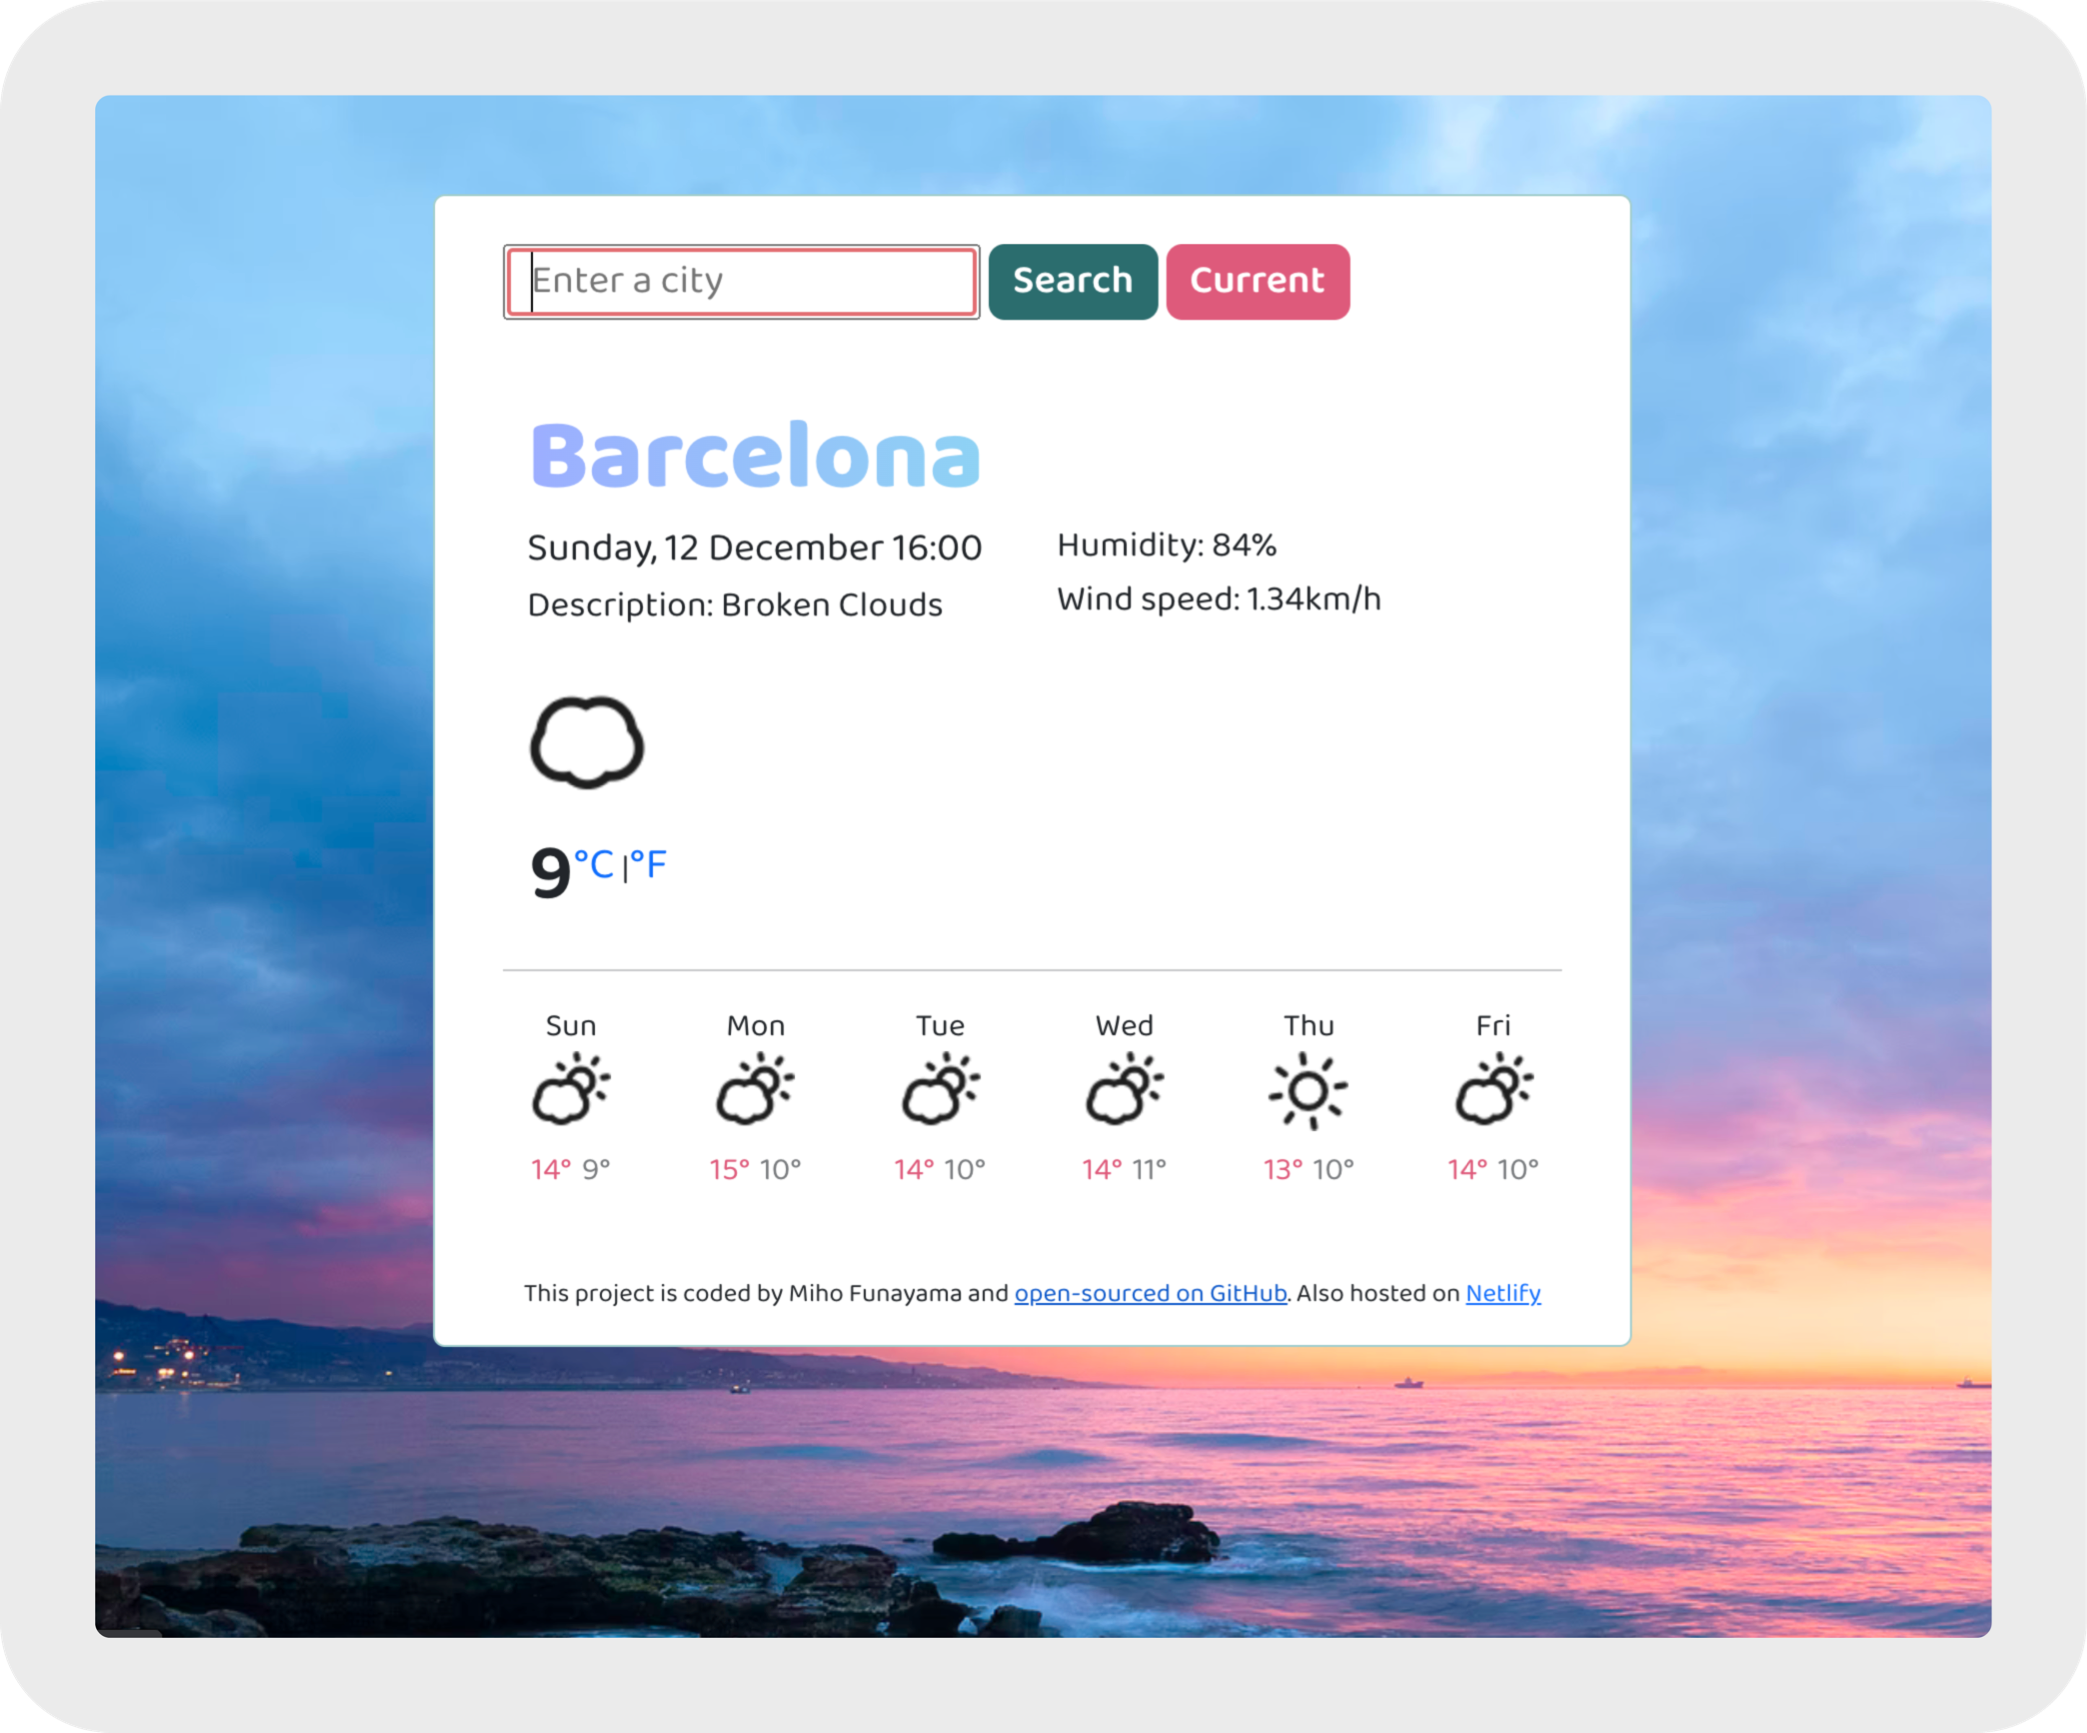 Enter a city Search Current
Barcelona
Sunday, 12 December 16:00
Description: Broken Clouds
Humidity: 84%
Wind speed: 1.34km/h
9°C |°F
Sun Mon Tue Wed Thu Fri
14° 9° 15° 10° 14° 10° 14° 11° 13° 10° 14° 10°
This project is coded by Miho Funayama and open-sourced on GitHub. Also hosted on Netlify